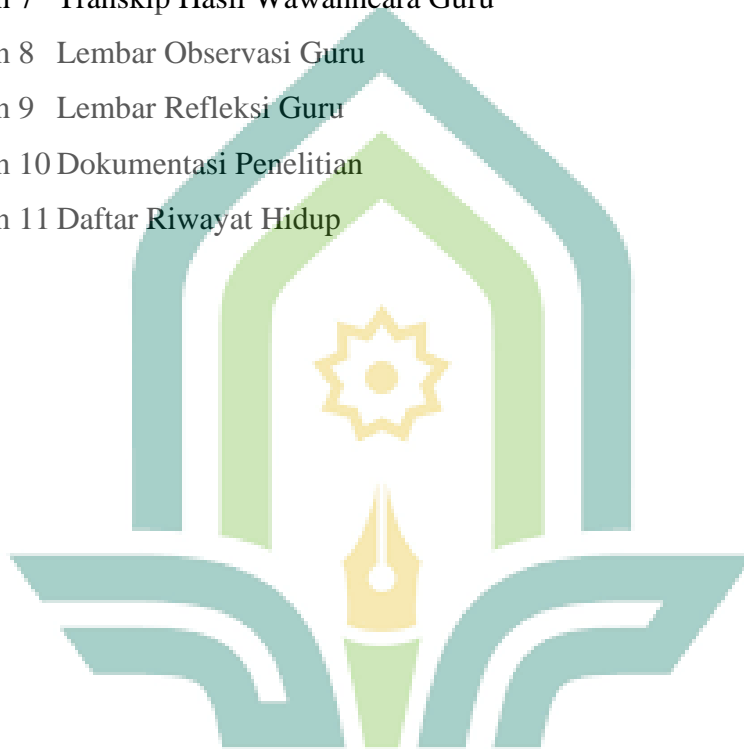 n 7 Transkip Hasil Wawanncara Guru
n 8 Lembar Observasi Guru
n 9 Lembar Refleksi Guru
n 10 Dokumentasi Penelitian
n 11 Daftar Riwayat Hidup